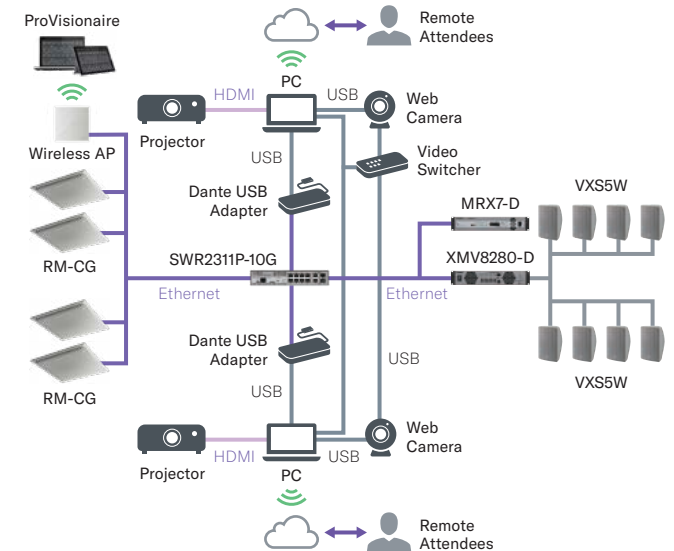 ProVisionaire
Remote
Attendees
PC
HDMI
USB
Web
Camera
Projector
Wireless AP
USB
Video
Switcher
Dante USB
Adapter
MRX7-D
VXS5W
RM-CG
SWR2311P-10G
XMV8280-D
Ethernet
Ethernet
Dante USB
Adapter
USB
USB
VXS5W
RM-CG
Web
Camera
Projector
HDMI
USB
PC
Remote
Attendees